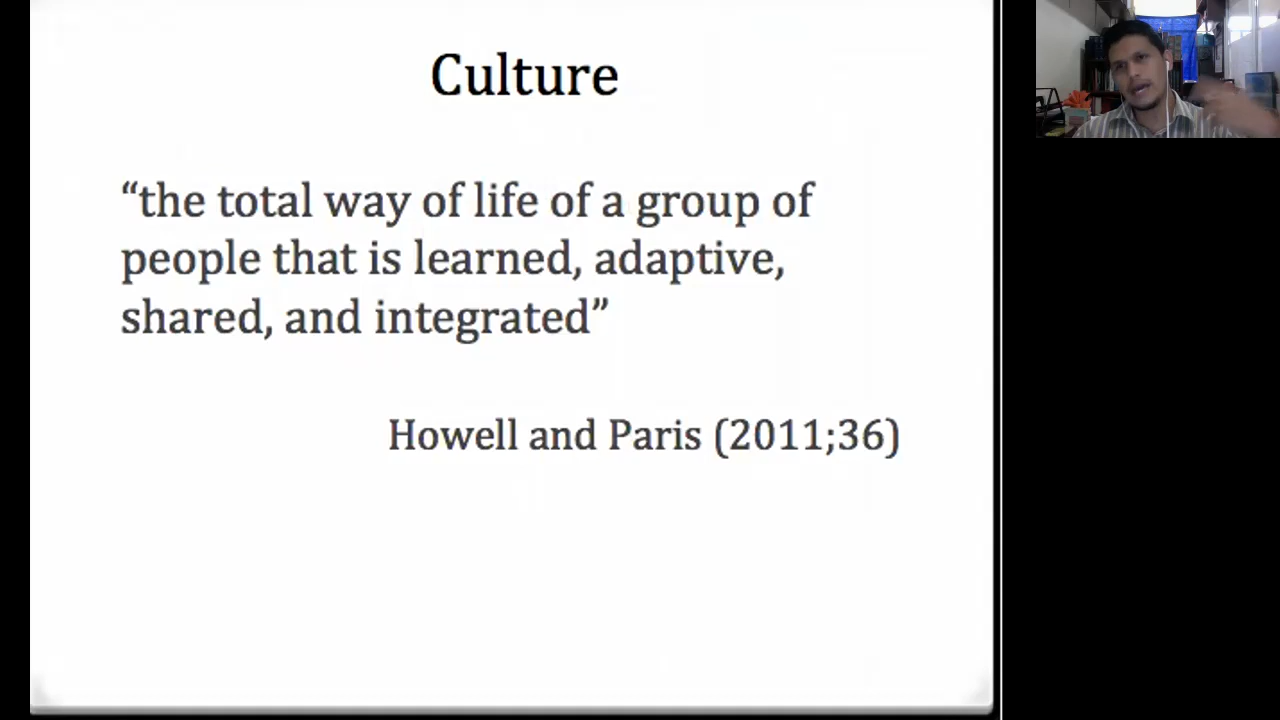 Culture
“the total way of life of a group of
people that is learned, adaptive,
shared, and integrated”
Howell and Paris (2011;36)